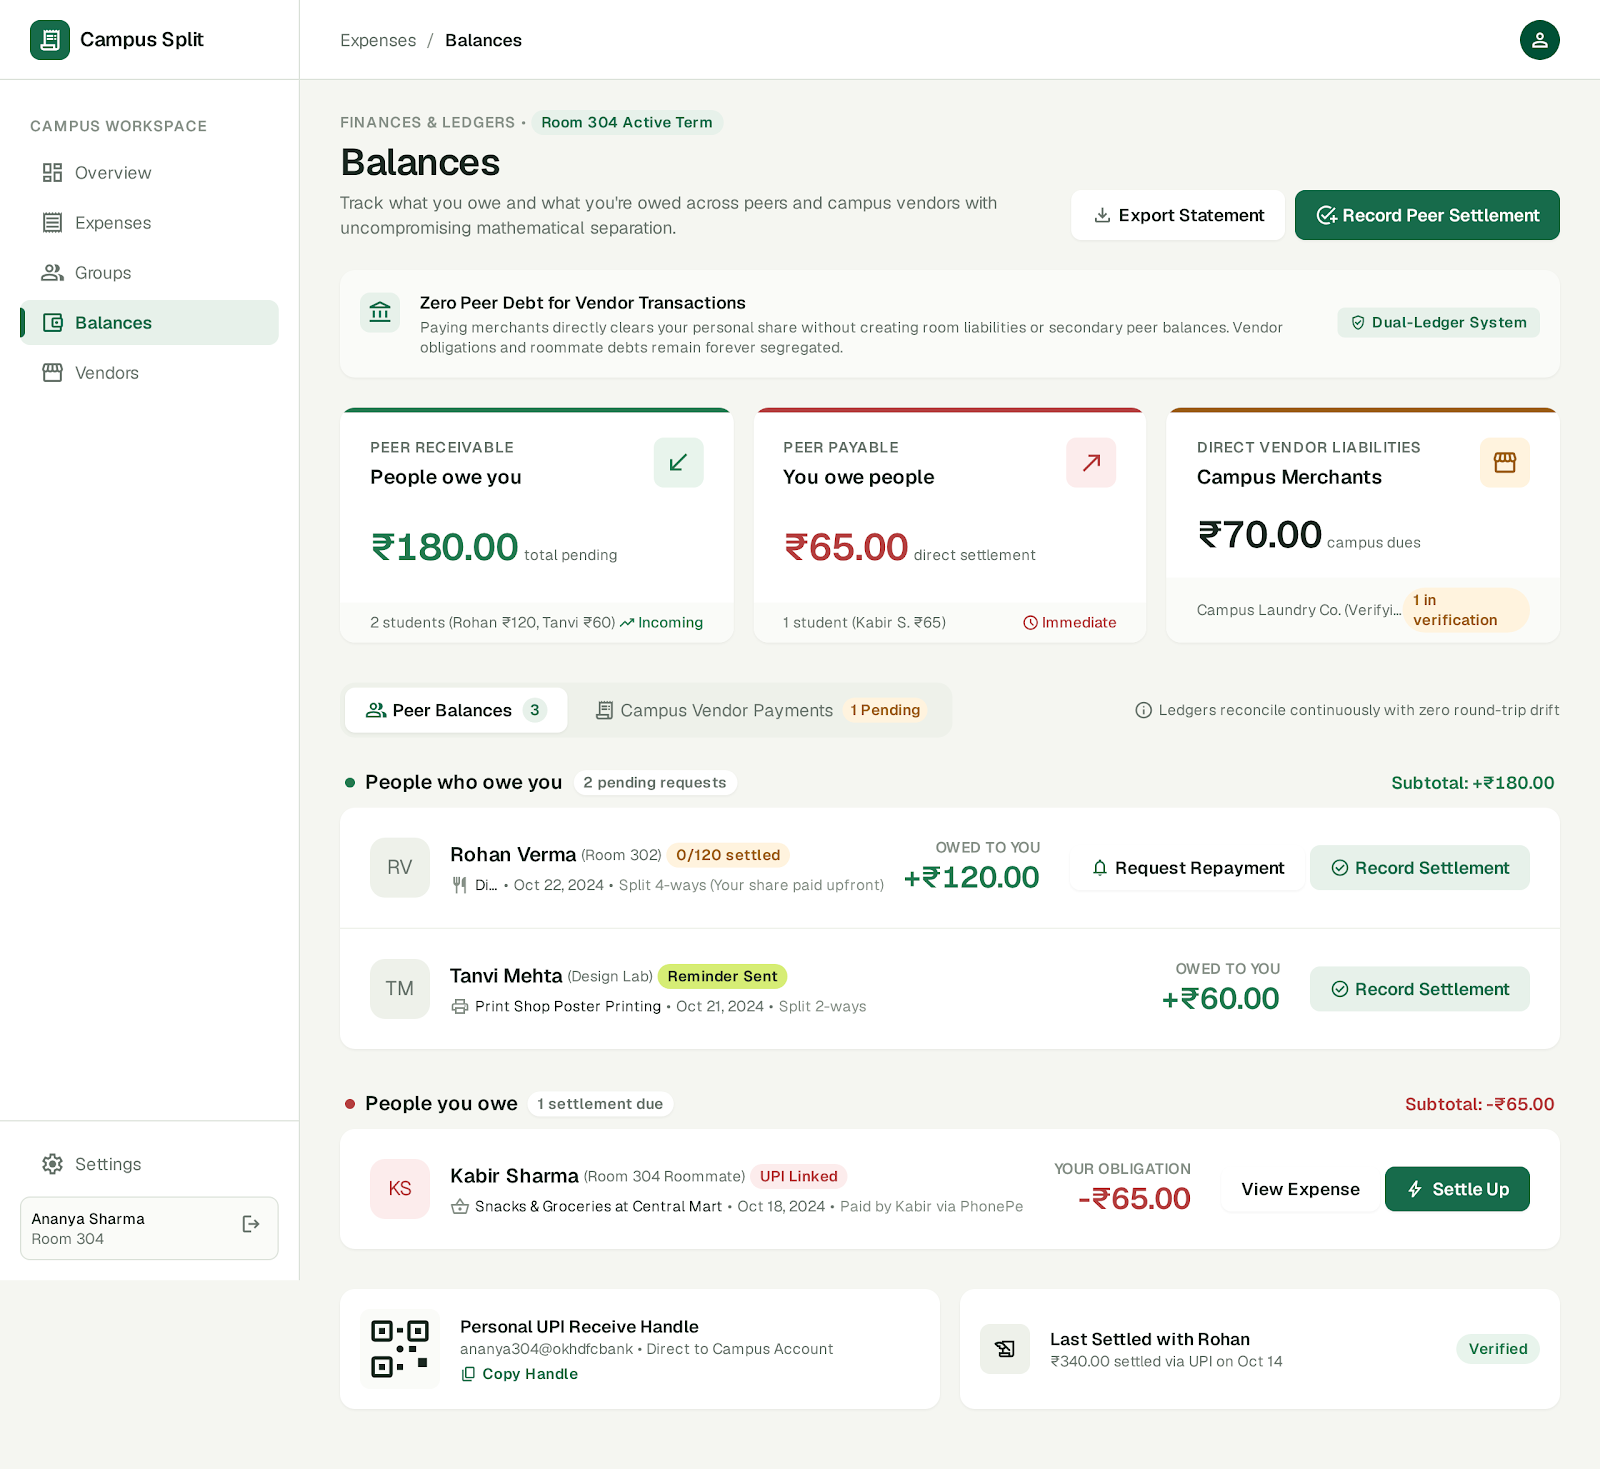 Campus Split
Expenses / Balances
CAMPUS WORKSPACE
Overview
Expenses
Groups
Balances
Vendors
Settings
Ananya Sharma
Room 304
FINANCES & LEDGERS • Room 304 Active Term
Balances
Track what you owe and what you're owed across peers and campus vendors with
uncompromising mathematical separation.
Export Statement
Record Peer Settlement
Zero Peer Debt for Vendor Transactions
Paying merchants directly clears your personal share without creating room liabilities or secondary peer balances. Vendor
obligations and roommate debts remain forever segregated.
Dual-Ledger System
PEER RECEIVABLE
People owe you
₹180.00 total pending
2 students (Rohan ₹120, Tanvi ₹60) Incoming
PEER PAYABLE
You owe people
₹65.00 direct settlement
1 student (Kabir S. ₹65) Immediate
DIRECT VENDOR LIABILITIES
Campus Merchants
₹70.00 campus dues
Campus Laundry Co. (Verifyi…
1 in
verification
Peer Balances 3
Campus Vendor Payments 1 Pending
Ledgers reconcile continuously with zero round-trip drift
People who owe you 2 pending requests
Subtotal: +₹180.00
RV
Rohan Verma (Room 302) 0/120 settled
Di… • Oct 22, 2024 • Split 4-ways (Your share paid upfront)
OWED TO YOU
+₹120.00
Request Repayment
Record Settlement
TM
Tanvi Mehta (Design Lab) Reminder Sent
Print Shop Poster Printing • Oct 21, 2024 • Split 2-ways
OWED TO YOU
+₹60.00
Record Settlement
People you owe 1 settlement due
Subtotal: -₹65.00
KS
Kabir Sharma (Room 304 Roommate) UPI Linked
Snacks & Groceries at Central Mart • Oct 18, 2024 • Paid by Kabir via PhonePe
YOUR OBLIGATION
-₹65.00
View Expense
Settle Up
Personal UPI Receive Handle
ananya304@okhdfcbank • Direct to Campus Account
Copy Handle
Last Settled with Rohan
₹340.00 settled via UPI on Oct 14
Verified